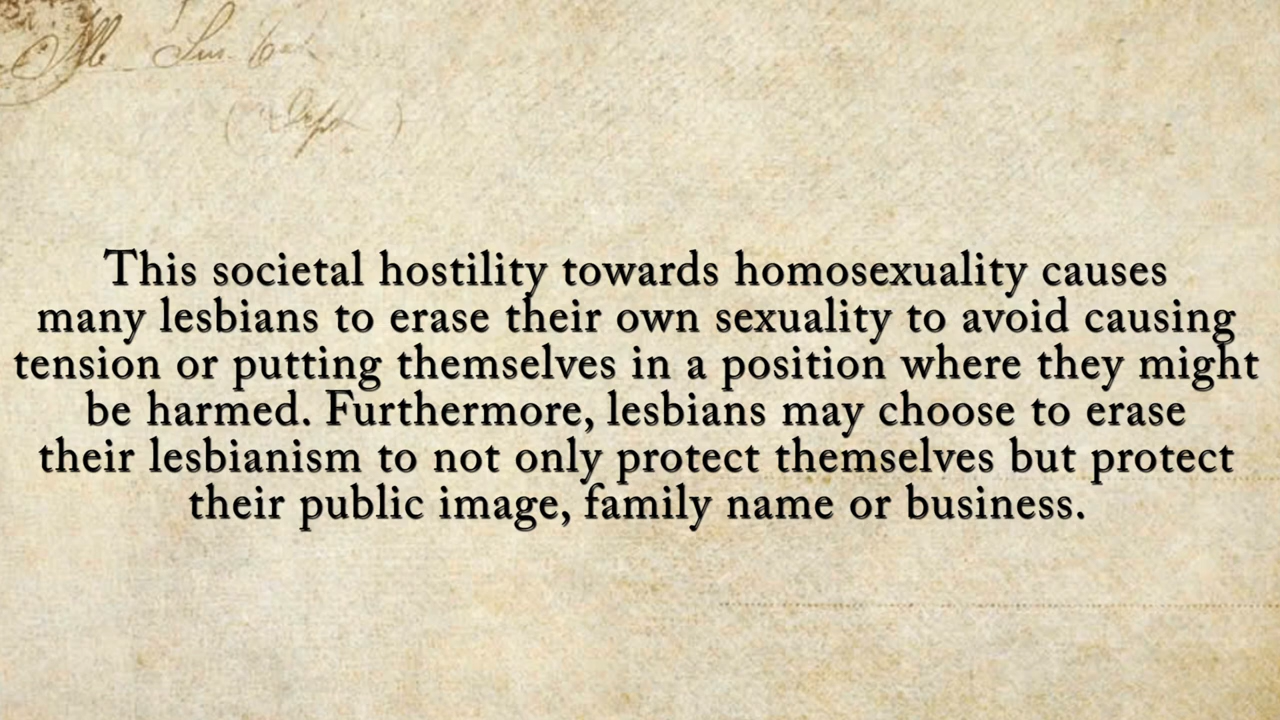 This societal hostility towards homosexuality causes
many lesbians to erase their own sexuality to avoid causing
tension or putting themselves in a position where they might
be harmed. Furthermore, lesbians may choose to erase
their lesbianism to not only protect themselves but protect
their public image, family name or business.